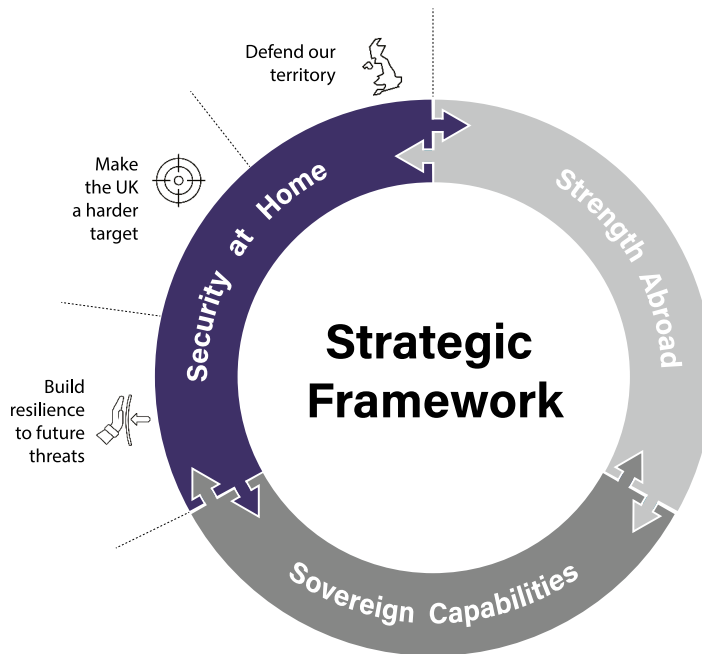 Defend our
territory
Make
the UK
a harder
target
Build
resilience
to future
threats
Security at Home
Strength Abroad
Strategic
Framework
Sovereign Capabilities